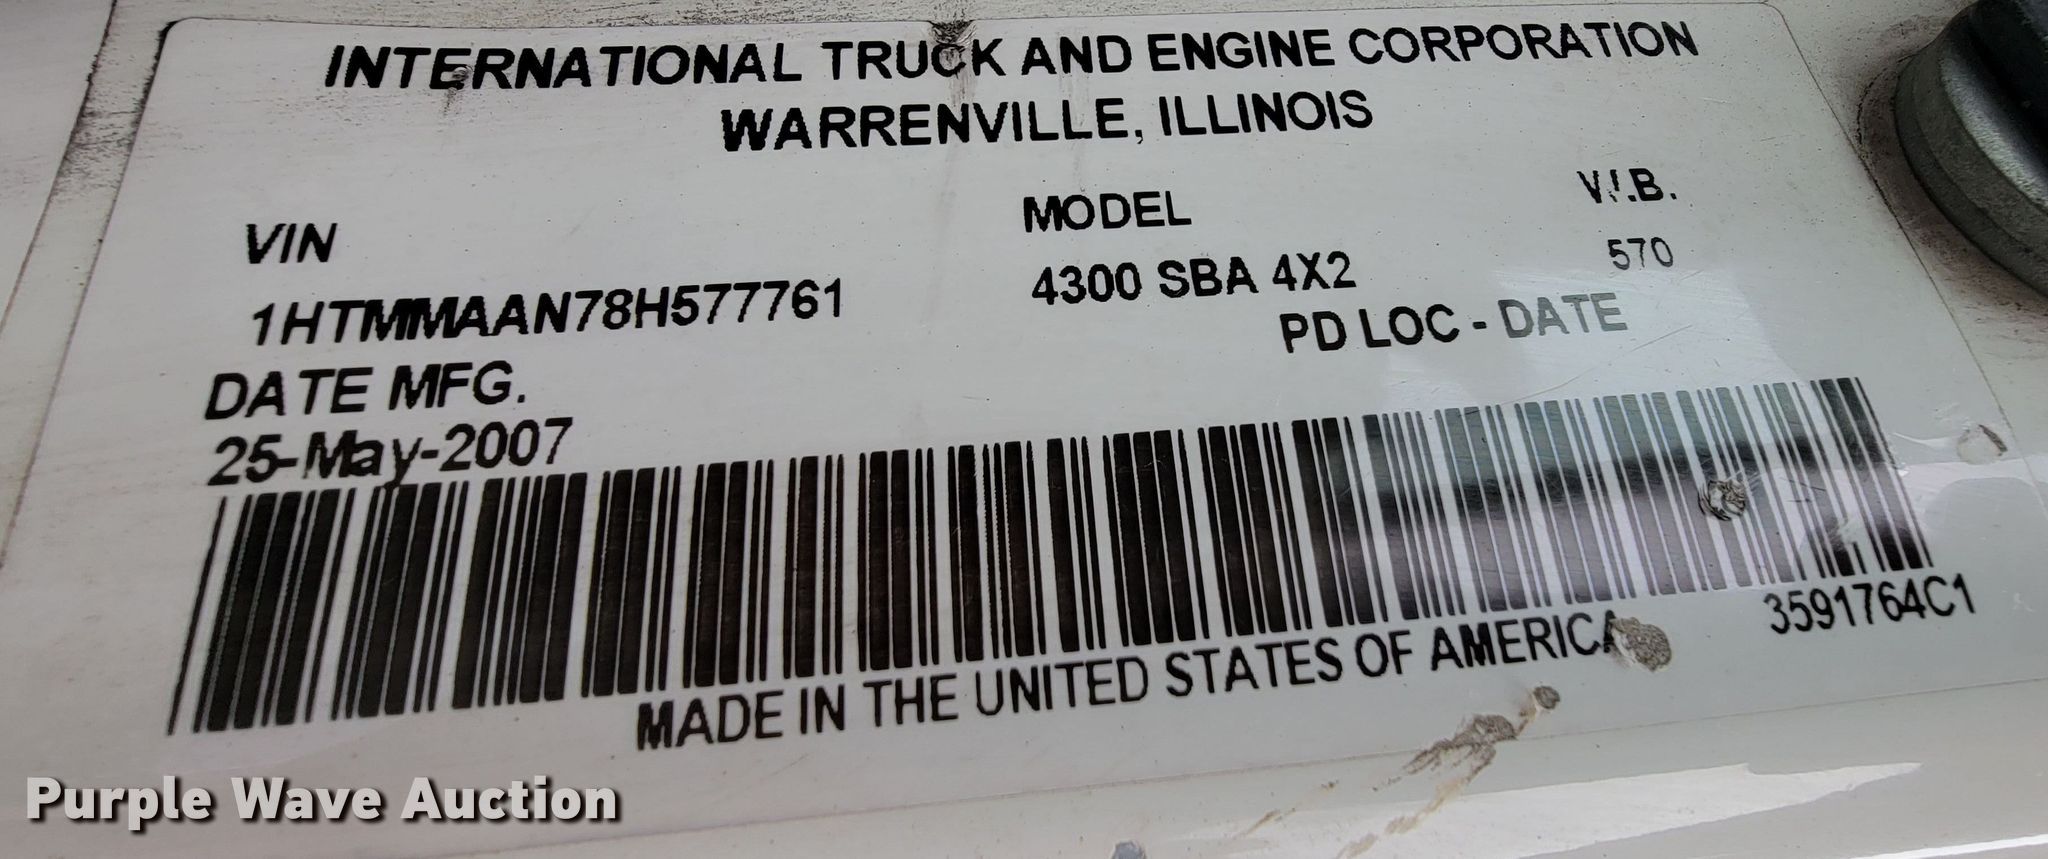 INTERNATIONAL TRUCK AND ENGINE CORPORATION
WARRENVILLE, ILLINOIS
VIN MODEL W.B.
1HTMMAAN78H577761 4300 SBA 4X2 570
PD LOC - DATE
DATE MFG.
25-May-2007
3591764C1
MADE IN THE UNITED STATES OF AMERICA
Purple Wave Auction